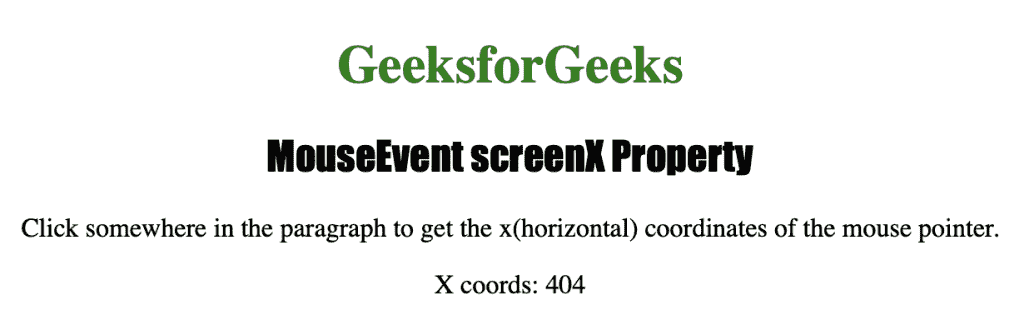 GeeksforGeeks
MouseEvent screenX Property
Click somewhere in the paragraph to get the x(horizontal) coordinates of the mouse pointer.
X coords: 404